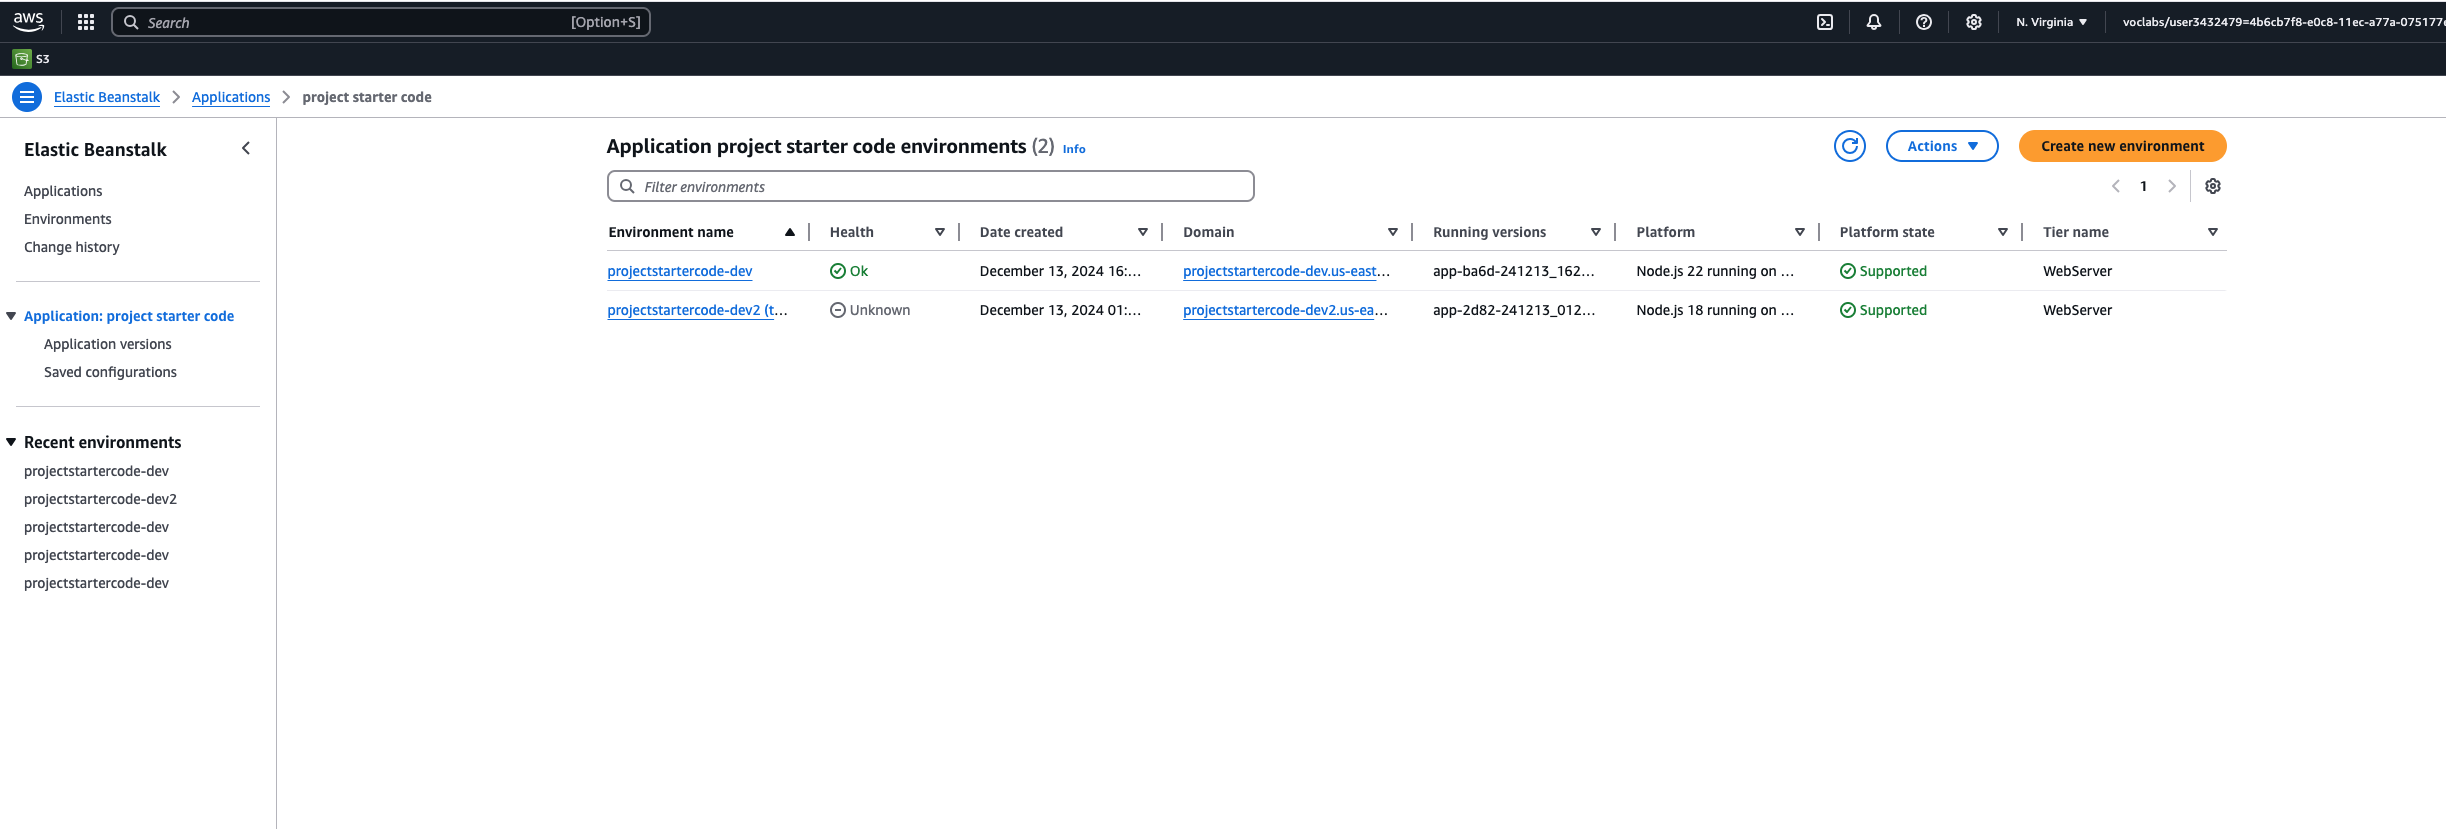 aws
Search [Option+S]
N. Virginia
voclabs/user3432479=4b6cb7f8-e0c8-11ec-a77a-075177
S3
Elastic Beanstalk > Applications > project starter code
Elastic Beanstalk
Applications
Environments
Change history
Application: project starter code
Application versions
Saved configurations
Recent environments
projectstartercode-dev
projectstartercode-dev2
projectstartercode-dev
projectstartercode-dev
projectstartercode-dev
Application project starter code environments (2) Info
Actions
Create new environment
Filter environments
1
Environment name Health Date created Domain Running versions Platform Platform state Tier name
projectstartercode-dev Ok December 13, 2024 16:... projectstartercode-dev.us-east... app-ba6d-241213_162... Node.js 22 running on ... Supported WebServer
projectstartercode-dev2 (t... Unknown December 13, 2024 01:... projectstartercode-dev2.us-ea... app-2d82-241213_012... Node.js 18 running on ... Supported WebServer